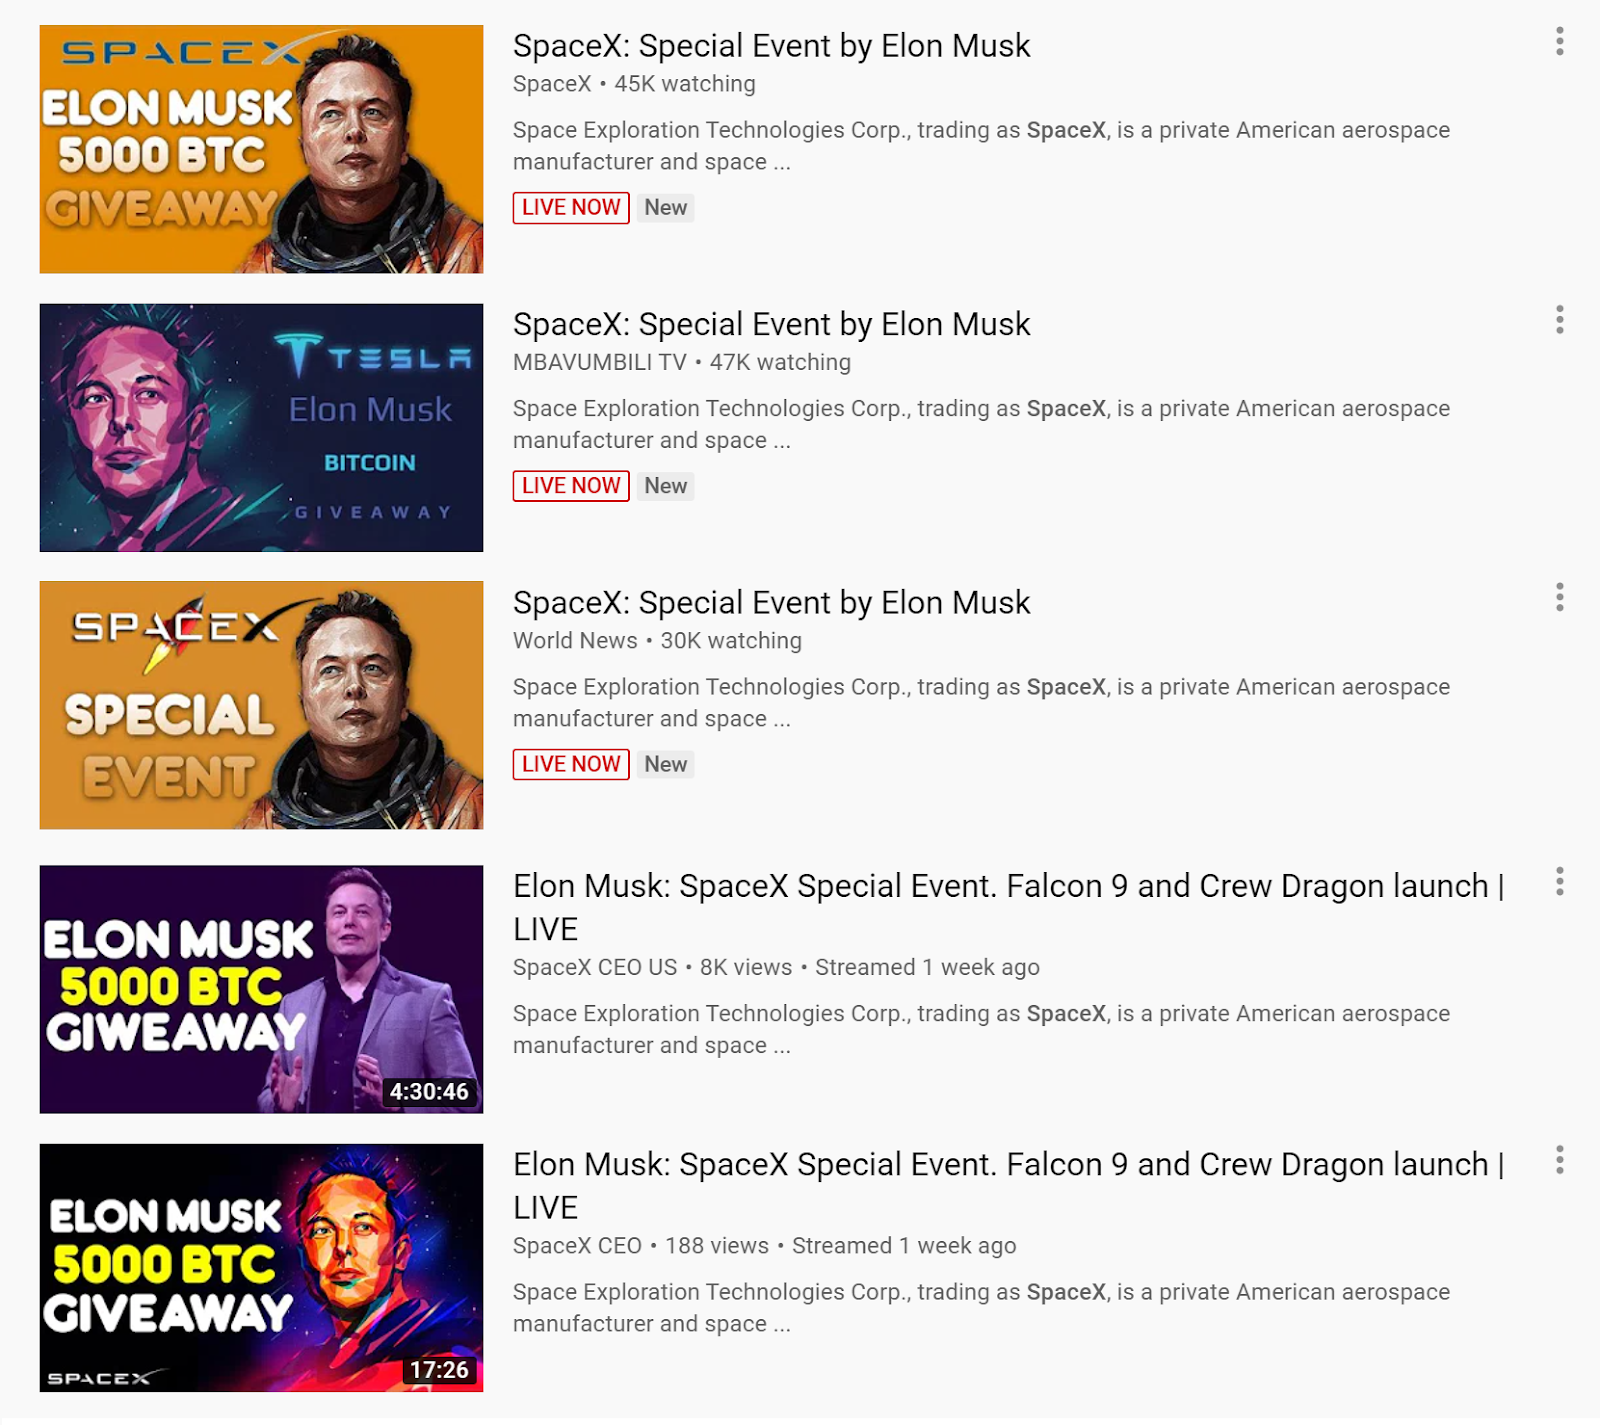 SPACEX
ELON MUSK
5000 BTC
GIVEAWAY
SpaceX: Special Event by Elon Musk
SpaceX • 45K watching
Space Exploration Technologies Corp., trading as SpaceX, is a private American aerospace
manufacturer and space ...
LIVE NOW New
TESLA
Elon Musk
BITCOIN
GIVEAWAY
SpaceX: Special Event by Elon Musk
MBAVUMBILI TV • 47K watching
Space Exploration Technologies Corp., trading as SpaceX, is a private American aerospace
manufacturer and space ...
LIVE NOW New
SPACEX
SPECIAL
EVENT
SpaceX: Special Event by Elon Musk
World News • 30K watching
Space Exploration Technologies Corp., trading as SpaceX, is a private American aerospace
manufacturer and space ...
LIVE NOW New
ELON MUSK
5000 BTC
GIWEAWAY
4:30:46
Elon Musk: SpaceX Special Event. Falcon 9 and Crew Dragon launch |
LIVE
SpaceX CEO US • 8K views • Streamed 1 week ago
Space Exploration Technologies Corp., trading as SpaceX, is a private American aerospace
manufacturer and space ...
ELON MUSK
5000 BTC
GIVEAWAY
SPACEX
17:26
Elon Musk: SpaceX Special Event. Falcon 9 and Crew Dragon launch |
LIVE
SpaceX CEO • 188 views • Streamed 1 week ago
Space Exploration Technologies Corp., trading as SpaceX, is a private American aerospace
manufacturer and space ...